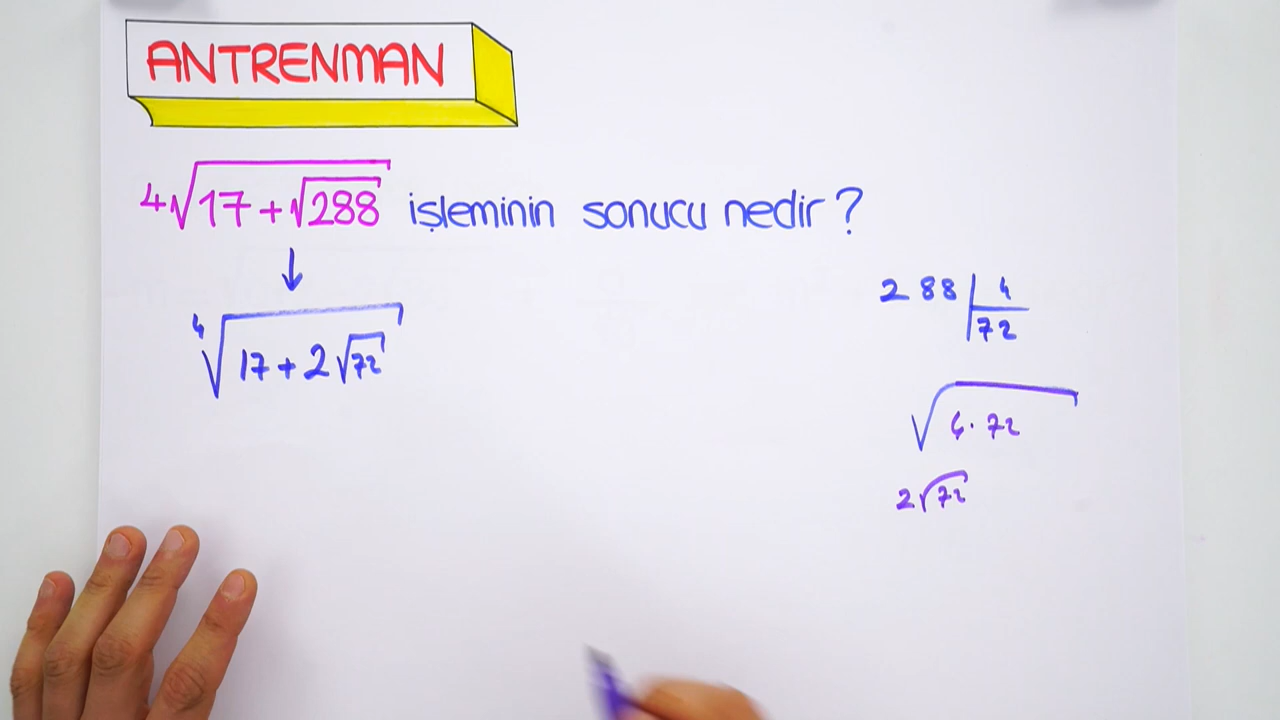 ANTRENMAN
⁴√(17 + √288) işleminin sonucu nedir?
↓
⁴√(17 + 2√72)
288 | 4
72
√(4 · 72)
2√72